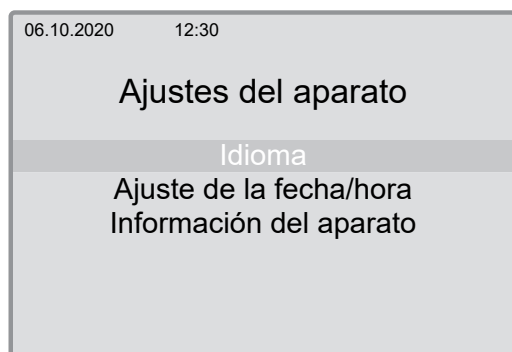 06.10.2020 12:30
Ajustes del aparato
Idioma
Ajuste de la fecha/hora
Información del aparato